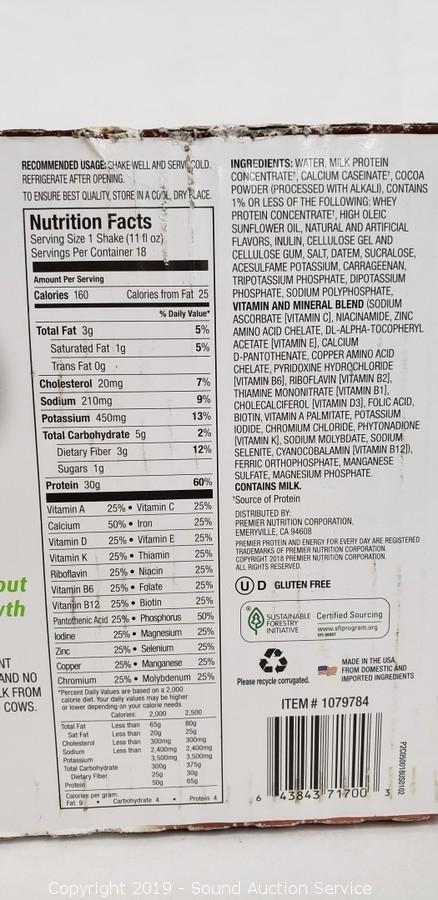 RECOMMENDED USAGE: SHAKE WELL AND SERVE COLD.
REFRIGERATE AFTER OPENING.
TO ENSURE BEST QUALITY, STORE IN A COOL, DRY PLACE.
Nutrition Facts
Serving Size 1 Shake (11 fl oz)
Servings Per Container 18
Amount Per Serving
Calories 160 Calories from Fat 25
% Daily Value*
Total Fat 3g 5%
Saturated Fat 1g 5%
Trans Fat 0g
Cholesterol 20mg 7%
Sodium 210mg 9%
Potassium 450mg 13%
Total Carbohydrate 5g 2%
Dietary Fiber 3g 12%
Sugars 1g
Protein 30g 60%
Vitamin A 25% • Vitamin C 25%
Calcium 50% • Iron 25%
Vitamin D 25% • Vitamin E 25%
Vitamin K 25% • Thiamin 25%
Riboflavin 25% • Niacin 25%
Vitamin B6 25% • Folate 25%
Vitamin B12 25% • Biotin 25%
Pantothenic Acid 25% • Phosphorus 50%
Iodine 25% • Magnesium 25%
Zinc 25% • Selenium 25%
Copper 25% • Manganese 25%
Chromium 25% • Molybdenum 25%
*Percent Daily Values are based on a 2,000
calorie diet. Your daily values may be higher
or lower depending on your calorie needs.
Calories: 2,000 2,500
Total Fat Less than 65g 80g
Sat Fat Less than 20g 25g
Cholesterol Less than 300mg 300mg
Sodium Less than 2,400mg 2,400mg
Potassium 3,500mg 3,500mg
Total Carbohydrate 300g 375g
Dietary Fiber 25g 30g
Protein 50g 65g
Calories per gram:
Fat 9 • Carbohydrate 4 • Protein 4
INGREDIENTS: WATER, MILK PROTEIN
CONCENTRATE†, CALCIUM CASEINATE†, COCOA
POWDER (PROCESSED WITH ALKALI), CONTAINS
1% OR LESS OF THE FOLLOWING: WHEY
PROTEIN CONCENTRATE†, HIGH OLEIC
SUNFLOWER OIL, NATURAL AND ARTIFICIAL
FLAVORS, INULIN, CELLULOSE GEL AND
CELLULOSE GUM, SALT, DATEM, SUCRALOSE,
ACESULFAME POTASSIUM, CARRAGEENAN,
TRIPOTASSIUM PHOSPHATE, DIPOTASSIUM
PHOSPHATE, SODIUM POLYPHOSPHATE,
VITAMIN AND MINERAL BLEND (SODIUM
ASCORBATE [VITAMIN C], NIACINAMIDE, ZINC
AMINO ACID CHELATE, DL-ALPHA-TOCOPHERYL
ACETATE [VITAMIN E], CALCIUM
D-PANTOTHENATE, COPPER AMINO ACID
CHELATE, PYRIDOXINE HYDROCHLORIDE
[VITAMIN B6], RIBOFLAVIN [VITAMIN B2],
THIAMINE MONONITRATE [VITAMIN B1],
CHOLECALCIFEROL [VITAMIN D3], FOLIC ACID,
BIOTIN, VITAMIN A PALMITATE, POTASSIUM
IODIDE, CHROMIUM CHLORIDE, PHYTONADIONE
[VITAMIN K], SODIUM MOLYBDATE, SODIUM
SELENITE, CYANOCOBALAMIN [VITAMIN B12]),
FERRIC ORTHOPHOSPHATE, MANGANESE
SULFATE, MAGNESIUM PHOSPHATE.
CONTAINS MILK.
†Source of Protein
DISTRIBUTED BY:
PREMIER NUTRITION CORPORATION,
EMERYVILLE, CA 94608
PREMIER PROTEIN AND ENERGY FOR EVERY DAY ARE REGISTERED
TRADEMARKS OF PREMIER NUTRITION CORPORATION.
COPYRIGHT 2018 PREMIER NUTRITION CORPORATION.
ALL RIGHTS RESERVED.
U D GLUTEN FREE
SUSTAINABLE
FORESTRY
INITIATIVE
Certified Sourcing
www.sfiprogram.org
Please recycle corrugated.
MADE IN THE USA
FROM DOMESTIC AND
IMPORTED INGREDIENTS
ITEM # 1079784
6 43843 71700 3
out
wth
NT
AND NO
LK FROM
COWS.
Copyright 2019 - Sound Auction Service